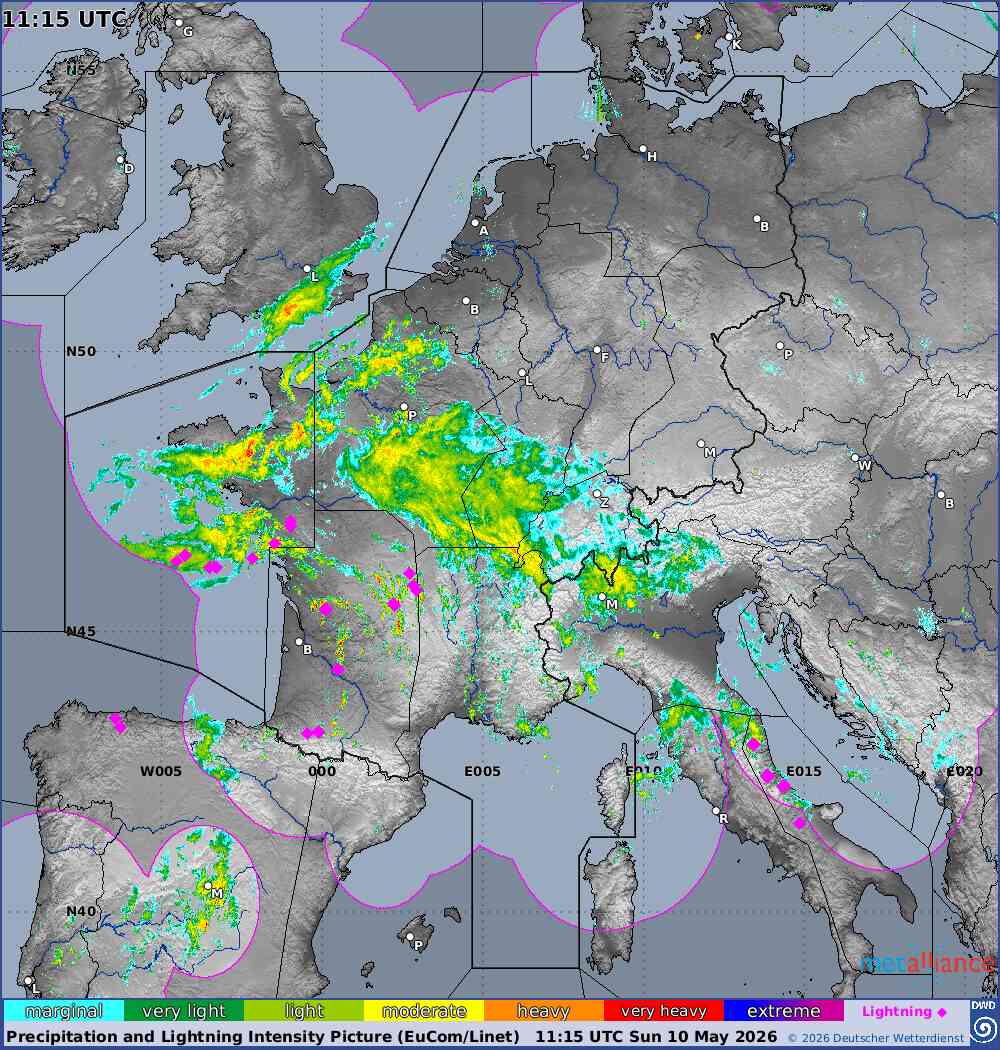 11:15 UTC
G
K
N55
D
H
B
A
L
B
N50
F
P
L
P
M
W
Z
B
M
N45
B
W005
000
E005
E010
E015
E020
R
M
N40
P
L
metalliance
marginal very light light moderate heavy very heavy extreme Lightning
DWD
Precipitation and Lightning Intensity Picture (EuCom/Linet) 11:15 UTC Sun 10 May 2026 © 2026 Deutscher Wetterdienst